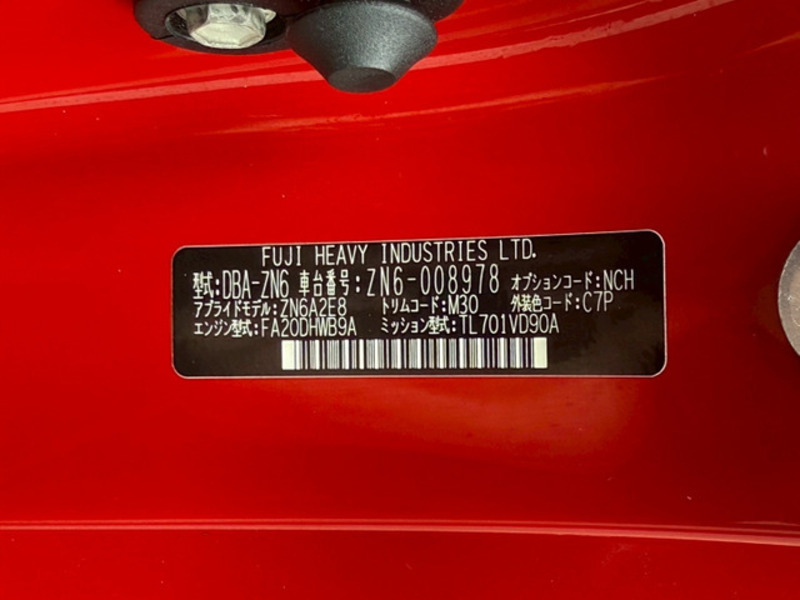 FUJI HEAVY INDUSTRIES LTD.
型式:DBA-ZN6 車台番号:ZN6-008978 オプションコード:NCH
アプライドモデル:ZN6A2E8 トリムコード:M30 外装色コード:C7P
エンジン型式:FA20DHWB9A ミッション型式:TL701VD90A